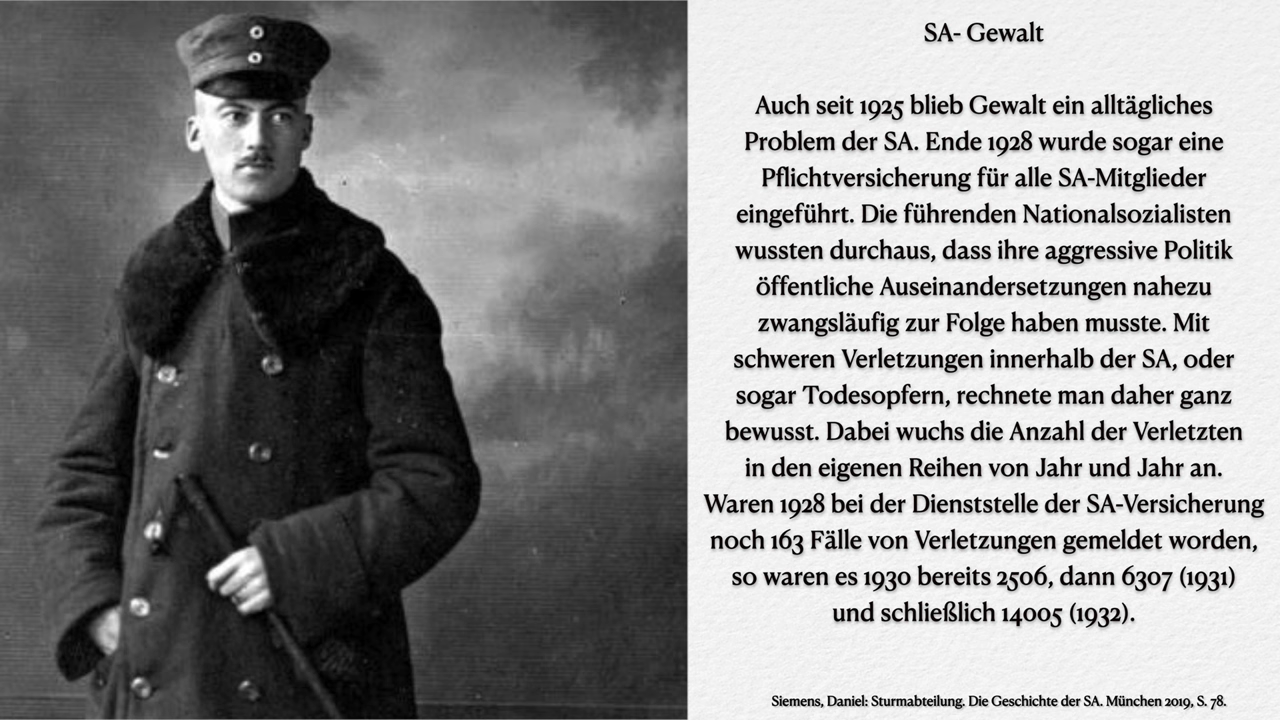 SA- Gewalt
Auch seit 1925 blieb Gewalt ein alltägliches
Problem der SA. Ende 1928 wurde sogar eine
Pflichtversicherung für alle SA-Mitglieder
eingeführt. Die führenden Nationalsozialisten
wussten durchaus, dass ihre aggressive Politik
öffentliche Auseinandersetzungen nahezu
zwangsläufig zur Folge haben musste. Mit
schweren Verletzungen innerhalb der SA, oder
sogar Todesopfern, rechnete man daher ganz
bewusst. Dabei wuchs die Anzahl der Verletzten
in den eigenen Reihen von Jahr und Jahr an.
Waren 1928 bei der Dienststelle der SA-Versicherung
noch 163 Fälle von Verletzungen gemeldet worden,
so waren es 1930 bereits 2506, dann 6307 (1931)
und schließlich 14005 (1932).
Siemens, Daniel: Sturmabteilung. Die Geschichte der SA. München 2019, S. 78.